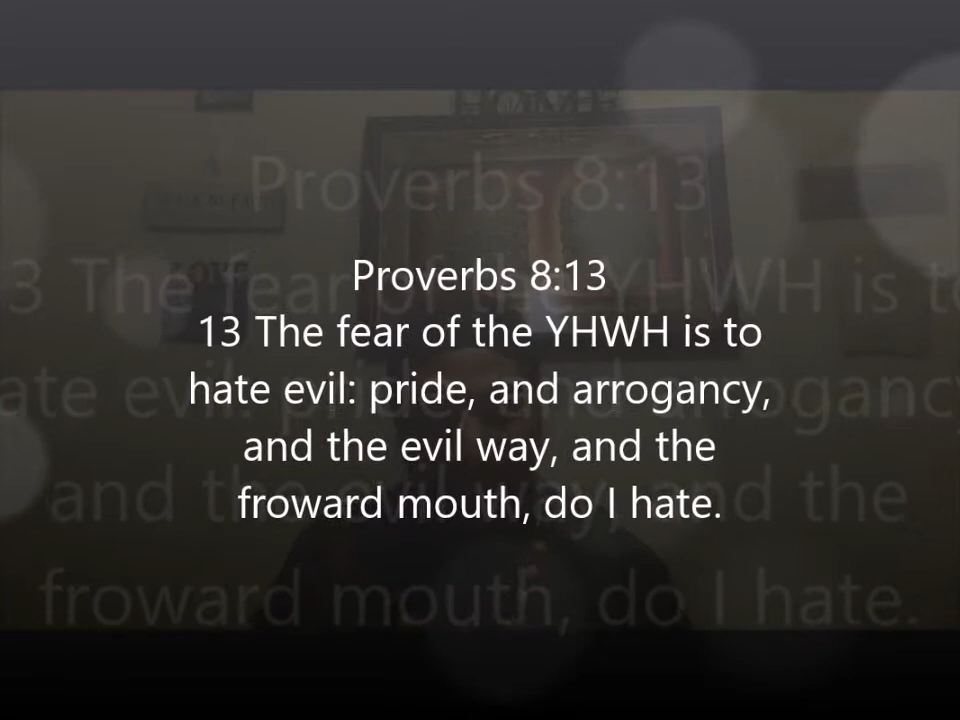 Proverbs 8:13
13 The fear of the YHWH is to
hate evil: pride, and arrogancy,
and the evil way, and the
froward mouth, do I hate.